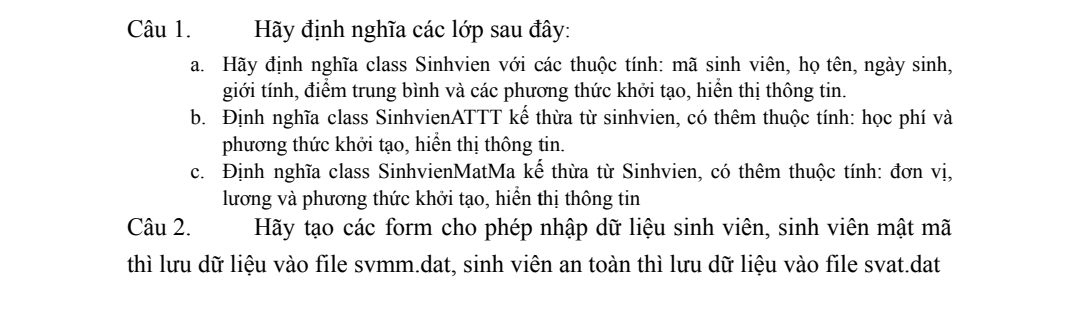 Câu 1. Hãy định nghĩa các lớp sau đây:
a. Hãy định nghĩa class Sinhvien với các thuộc tính: mã sinh viên, họ tên, ngày sinh,
giới tính, điểm trung bình và các phương thức khởi tạo, hiển thị thông tin.
b. Định nghĩa class SinhvienATTT kế thừa từ sinhvien, có thêm thuộc tính: học phí và
phương thức khởi tạo, hiển thị thông tin.
c. Định nghĩa class SinhvienMatMa kế thừa từ Sinhvien, có thêm thuộc tính: đơn vị,
lương và phương thức khởi tạo, hiển thị thông tin
Câu 2. Hãy tạo các form cho phép nhập dữ liệu sinh viên, sinh viên mật mã
thì lưu dữ liệu vào file svmm.dat, sinh viên an toàn thì lưu dữ liệu vào file svat.dat